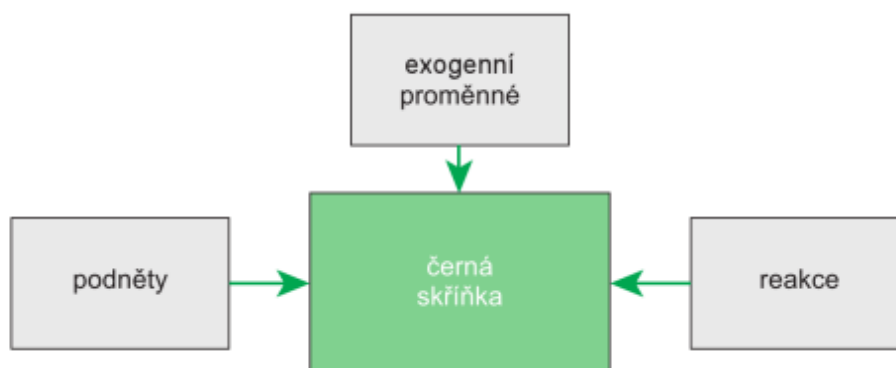 exogenní
proměnné
podněty
černá
skříňka
reakce